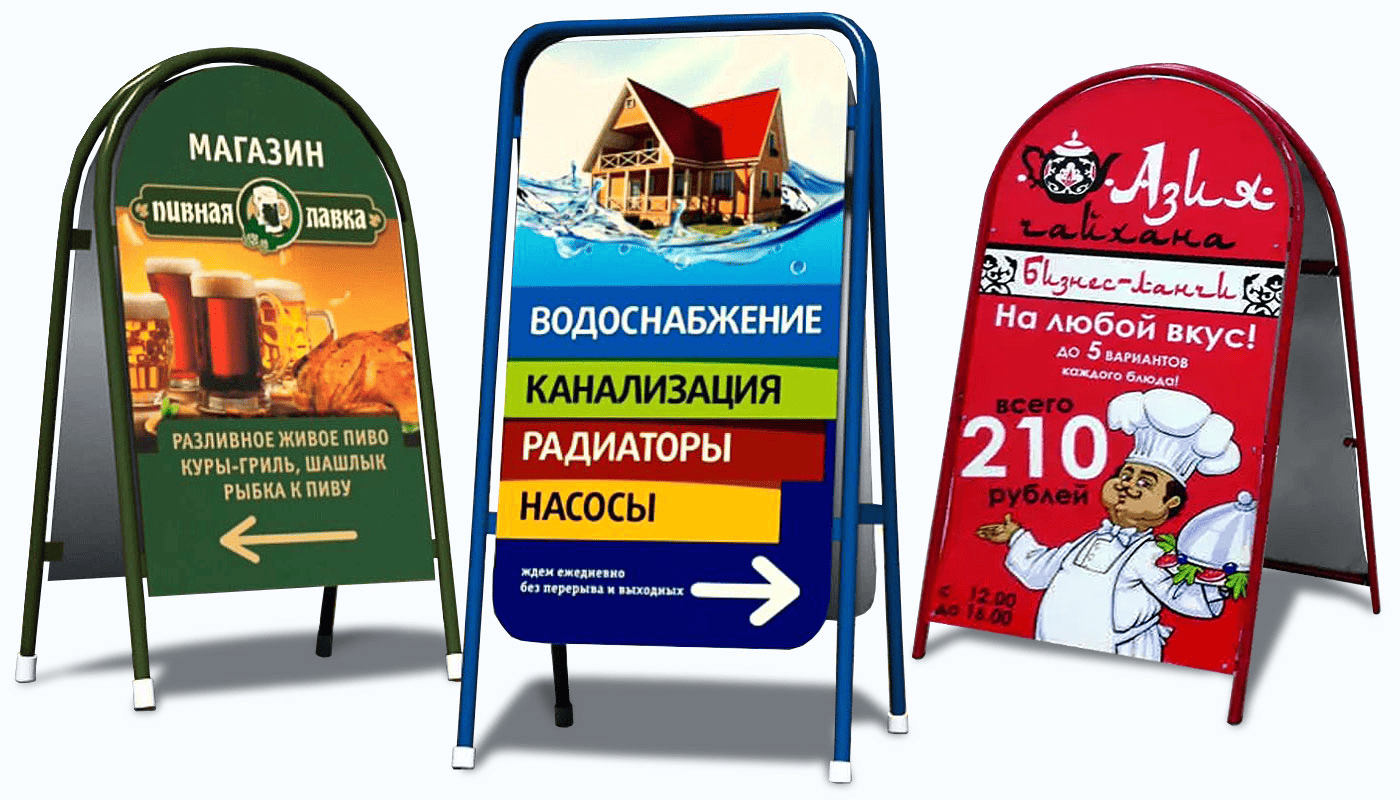 МАГАЗИН
ПИВНАЯ ЛАВКА
РАЗЛИВНОЕ ЖИВОЕ ПИВО
КУРЫ-ГРИЛЬ, ШАШЛЫК
РЫБКА К ПИВУ
ВОДОСНАБЖЕНИЕ
КАНАЛИЗАЦИЯ
РАДИАТОРЫ
НАСОСЫ
ждем ежедневно
без перерыва и выходных
Азия
чайхана
Бизнес-ланчи
На любой вкус!
ДО 5 ВАРИАНТОВ
каждого блюда!
всего
210
рублей
с 12.00
до 16.00